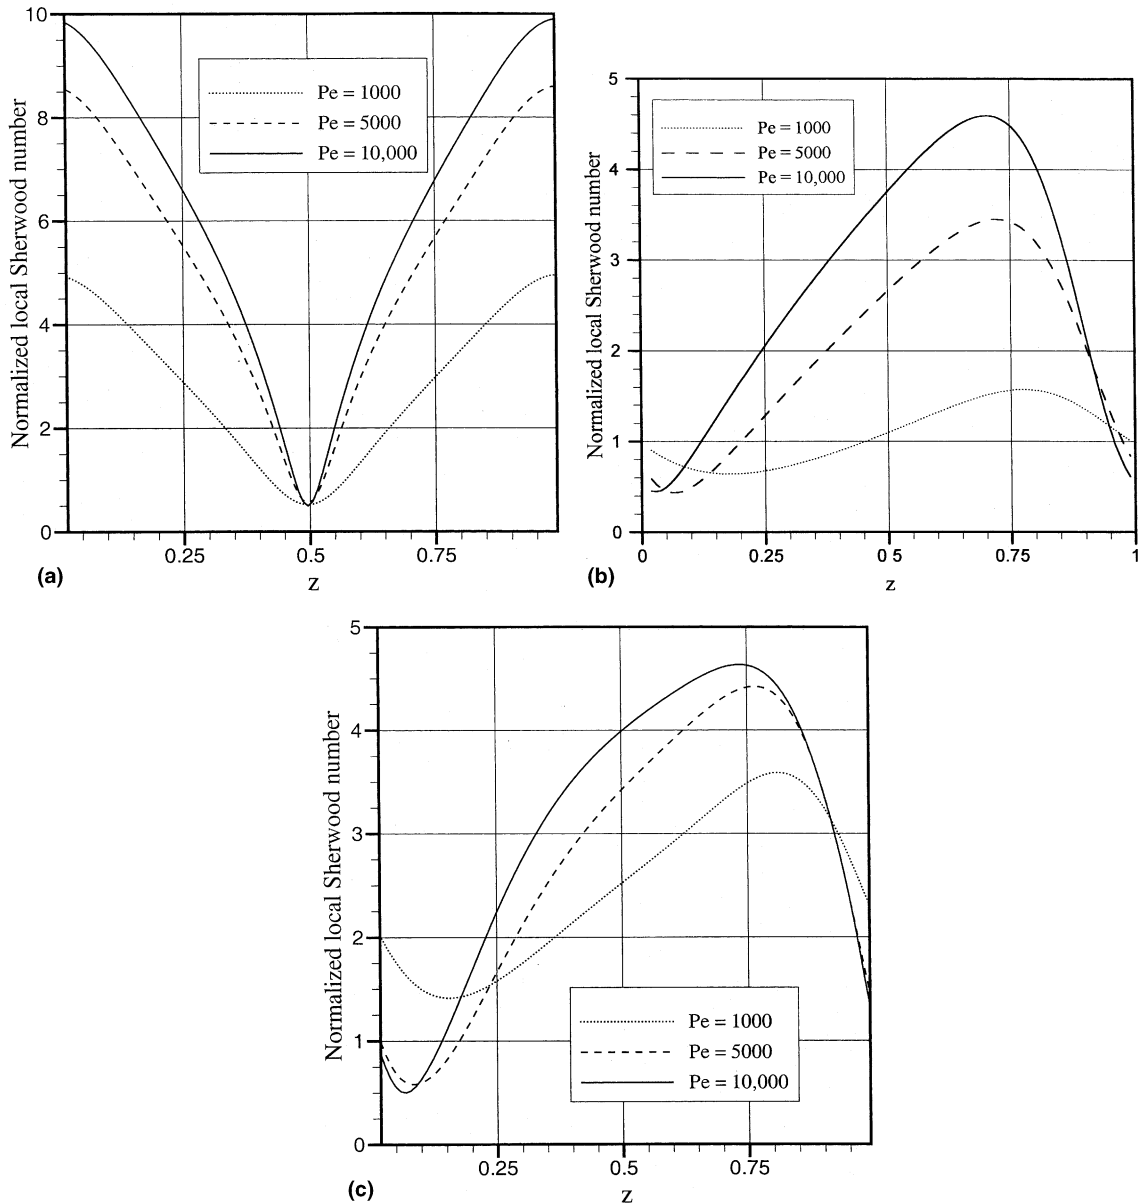 Normalized local Sherwood number
10
8
6
4
2
0
Pe = 1000
Pe = 5000
Pe = 10,000
0.25
0.5
0.75
z
(a)
Normalized local Sherwood number
5
4
3
2
1
0
Pe = 1000
Pe = 5000
Pe = 10,000
0
0.25
0.5
0.75
1
z
(b)
Normalized local Sherwood number
5
4
3
2
1
0
Pe = 1000
Pe = 5000
Pe = 10,000
0.25
0.5
0.75
z
(c)